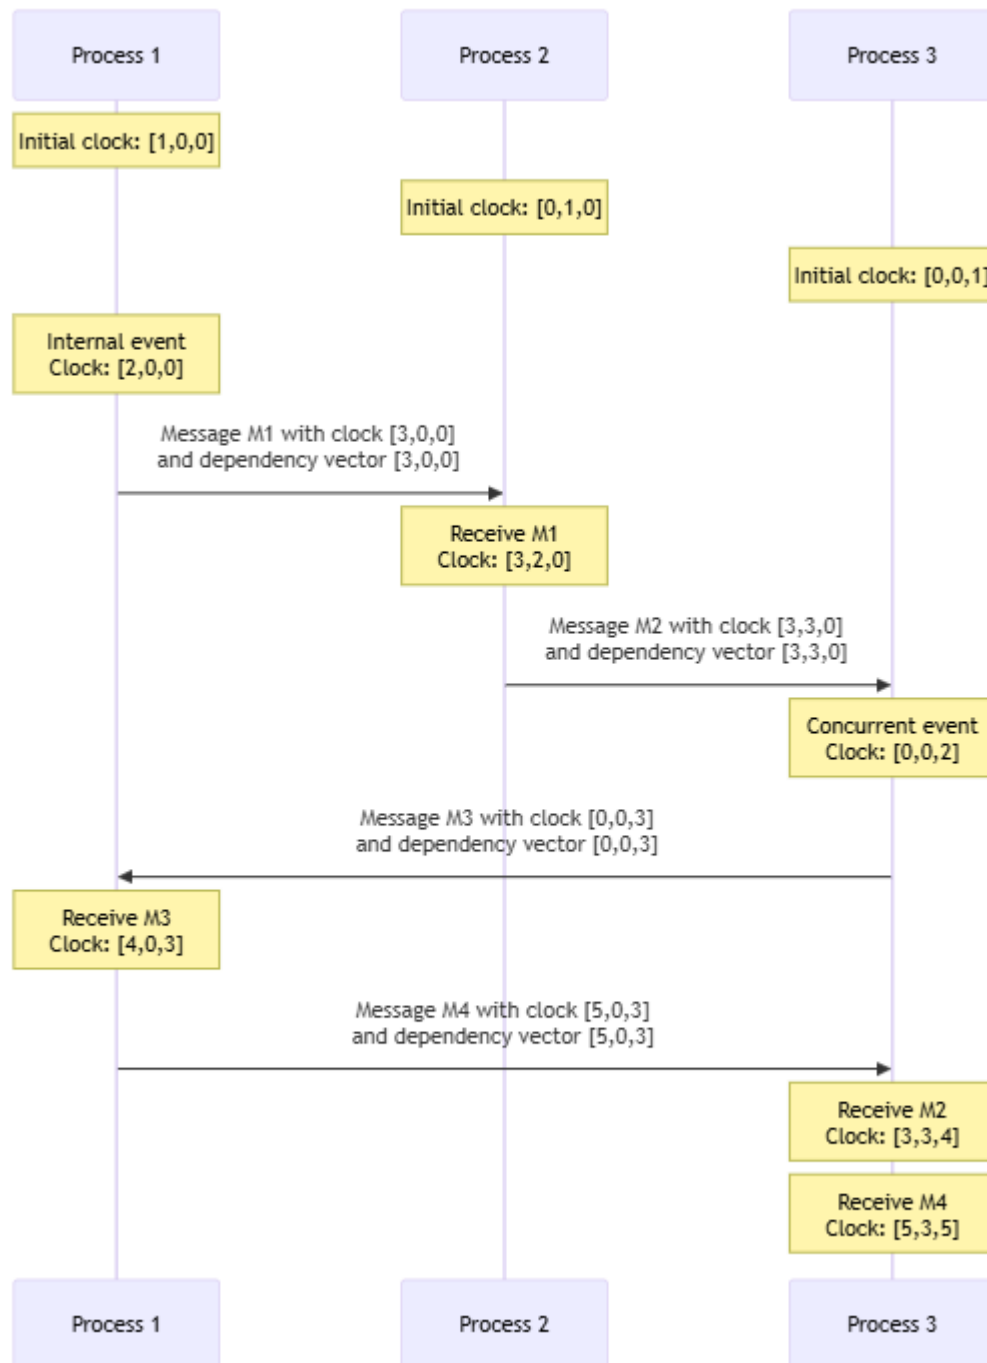 Process 1
Process 2
Process 3
Initial clock: [1,0,0]
Initial clock: [0,1,0]
Initial clock: [0,0,1]
Internal event
Clock: [2,0,0]
Message M1 with clock [3,0,0]
and dependency vector [3,0,0]
Receive M1
Clock: [3,2,0]
Message M2 with clock [3,3,0]
and dependency vector [3,3,0]
Concurrent event
Clock: [0,0,2]
Message M3 with clock [0,0,3]
and dependency vector [0,0,3]
Receive M3
Clock: [4,0,3]
Message M4 with clock [5,0,3]
and dependency vector [5,0,3]
Receive M2
Clock: [3,3,4]
Receive M4
Clock: [5,3,5]
Process 1
Process 2
Process 3